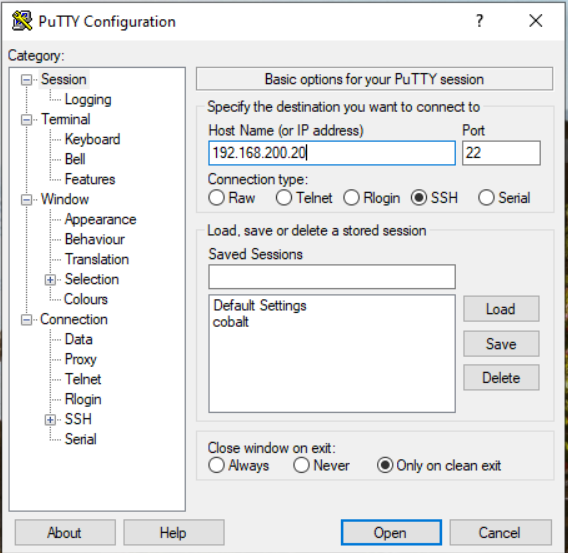 PuTTY Configuration
?
Category:
Session
Logging
Terminal
Keyboard
Bell
Features
Window
Appearance
Behaviour
Translation
Selection
Colours
Connection
Data
Proxy
Telnet
Rlogin
SSH
Serial
Basic options for your PuTTY session
Specify the destination you want to connect to
Host Name (or IP address) Port
192.168.200.20 22
Connection type:
Raw Telnet Rlogin SSH Serial
Load, save or delete a stored session
Saved Sessions
Default Settings
cobalt
Load
Save
Delete
Close window on exit:
Always Never Only on clean exit
About Help Open Cancel